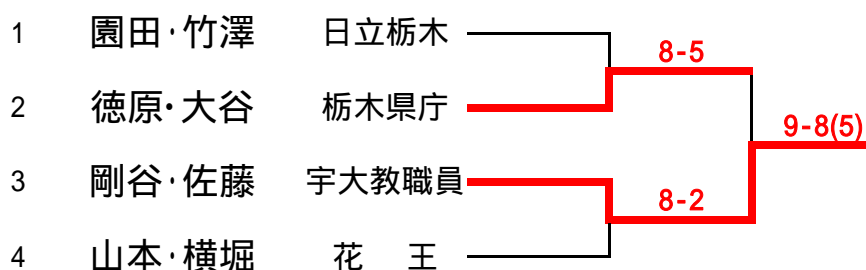 1 園田・竹澤 日立栃木
8-5
2 徳原・大谷 栃木県庁
9-8(5)
3 剛谷・佐藤 宇大教職員
8-2
4 山本・横堀 花 王